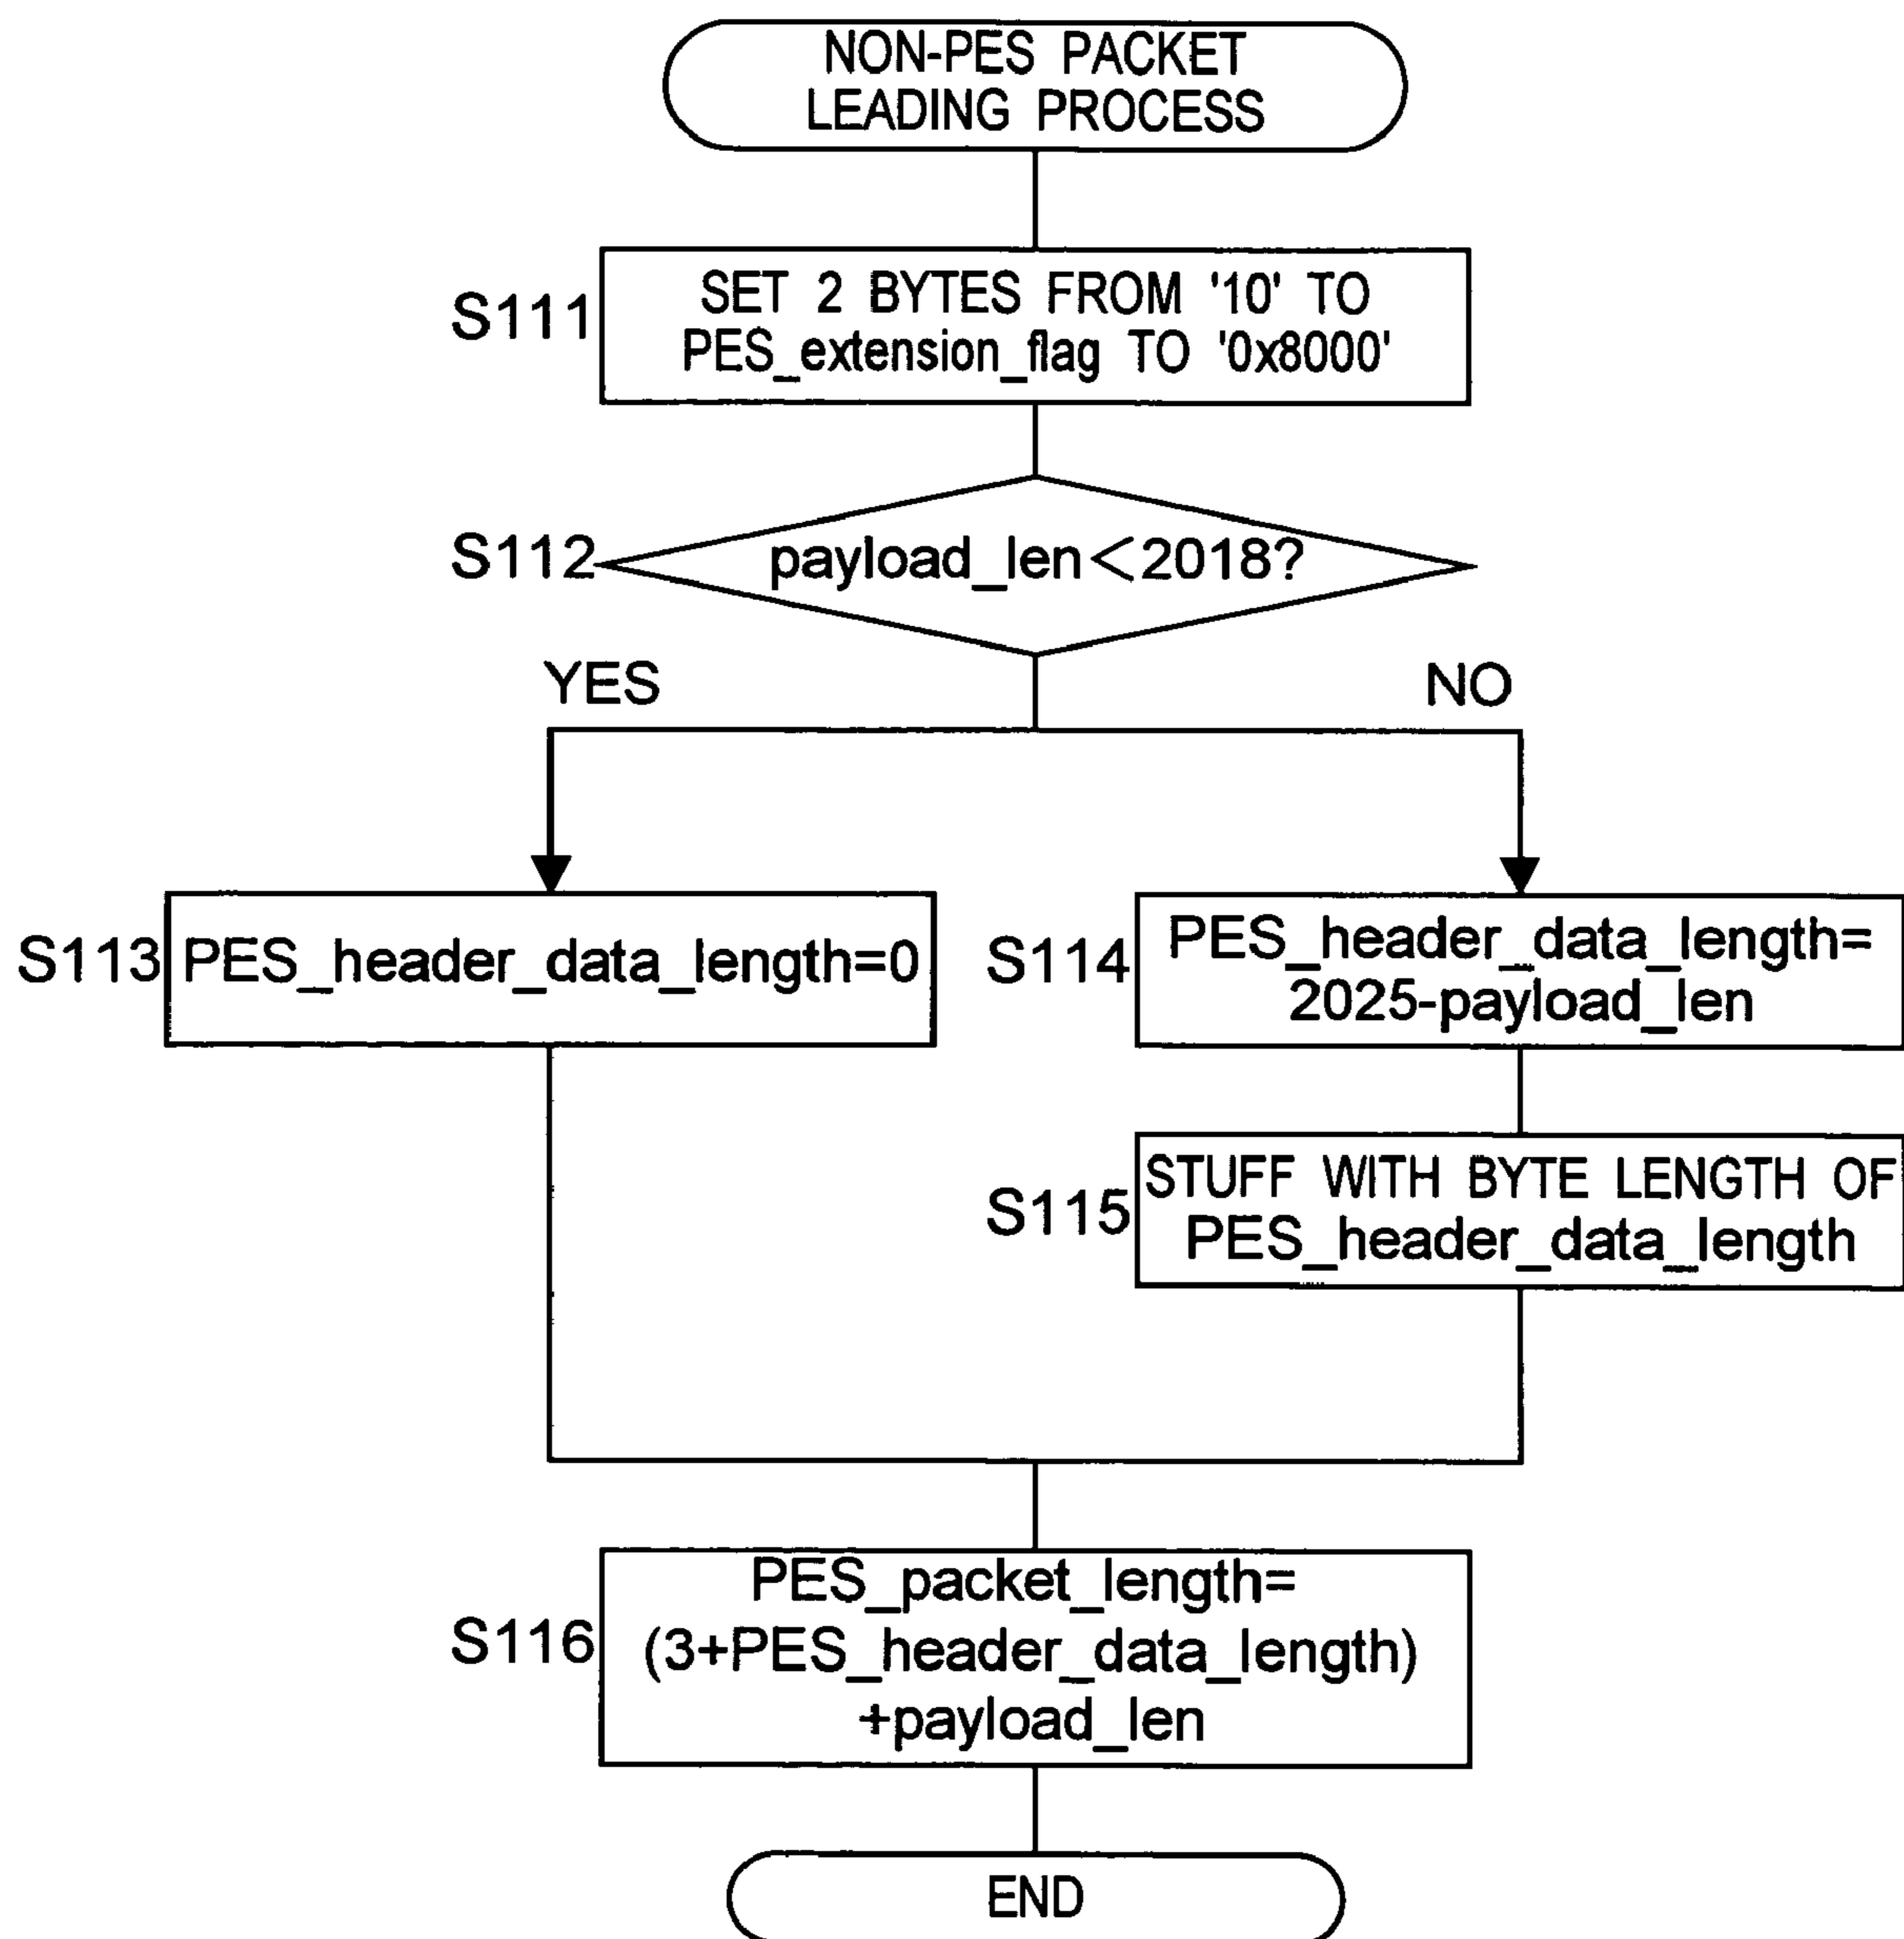 NON-PES PACKET
LEADING PROCESS
S111
SET 2 BYTES FROM '10' TO
PES_extension_flag TO '0x8000'
S112
payload_len<2018?
YES
NO
S113
PES_header_data_length=0
S114
PES_header_data_length=
2025-payload_len
S115
STUFF WITH BYTE LENGTH OF
PES_header_data_length
S116
PES_packet_length=
(3+PES_header_data_length)
+payload_len
END